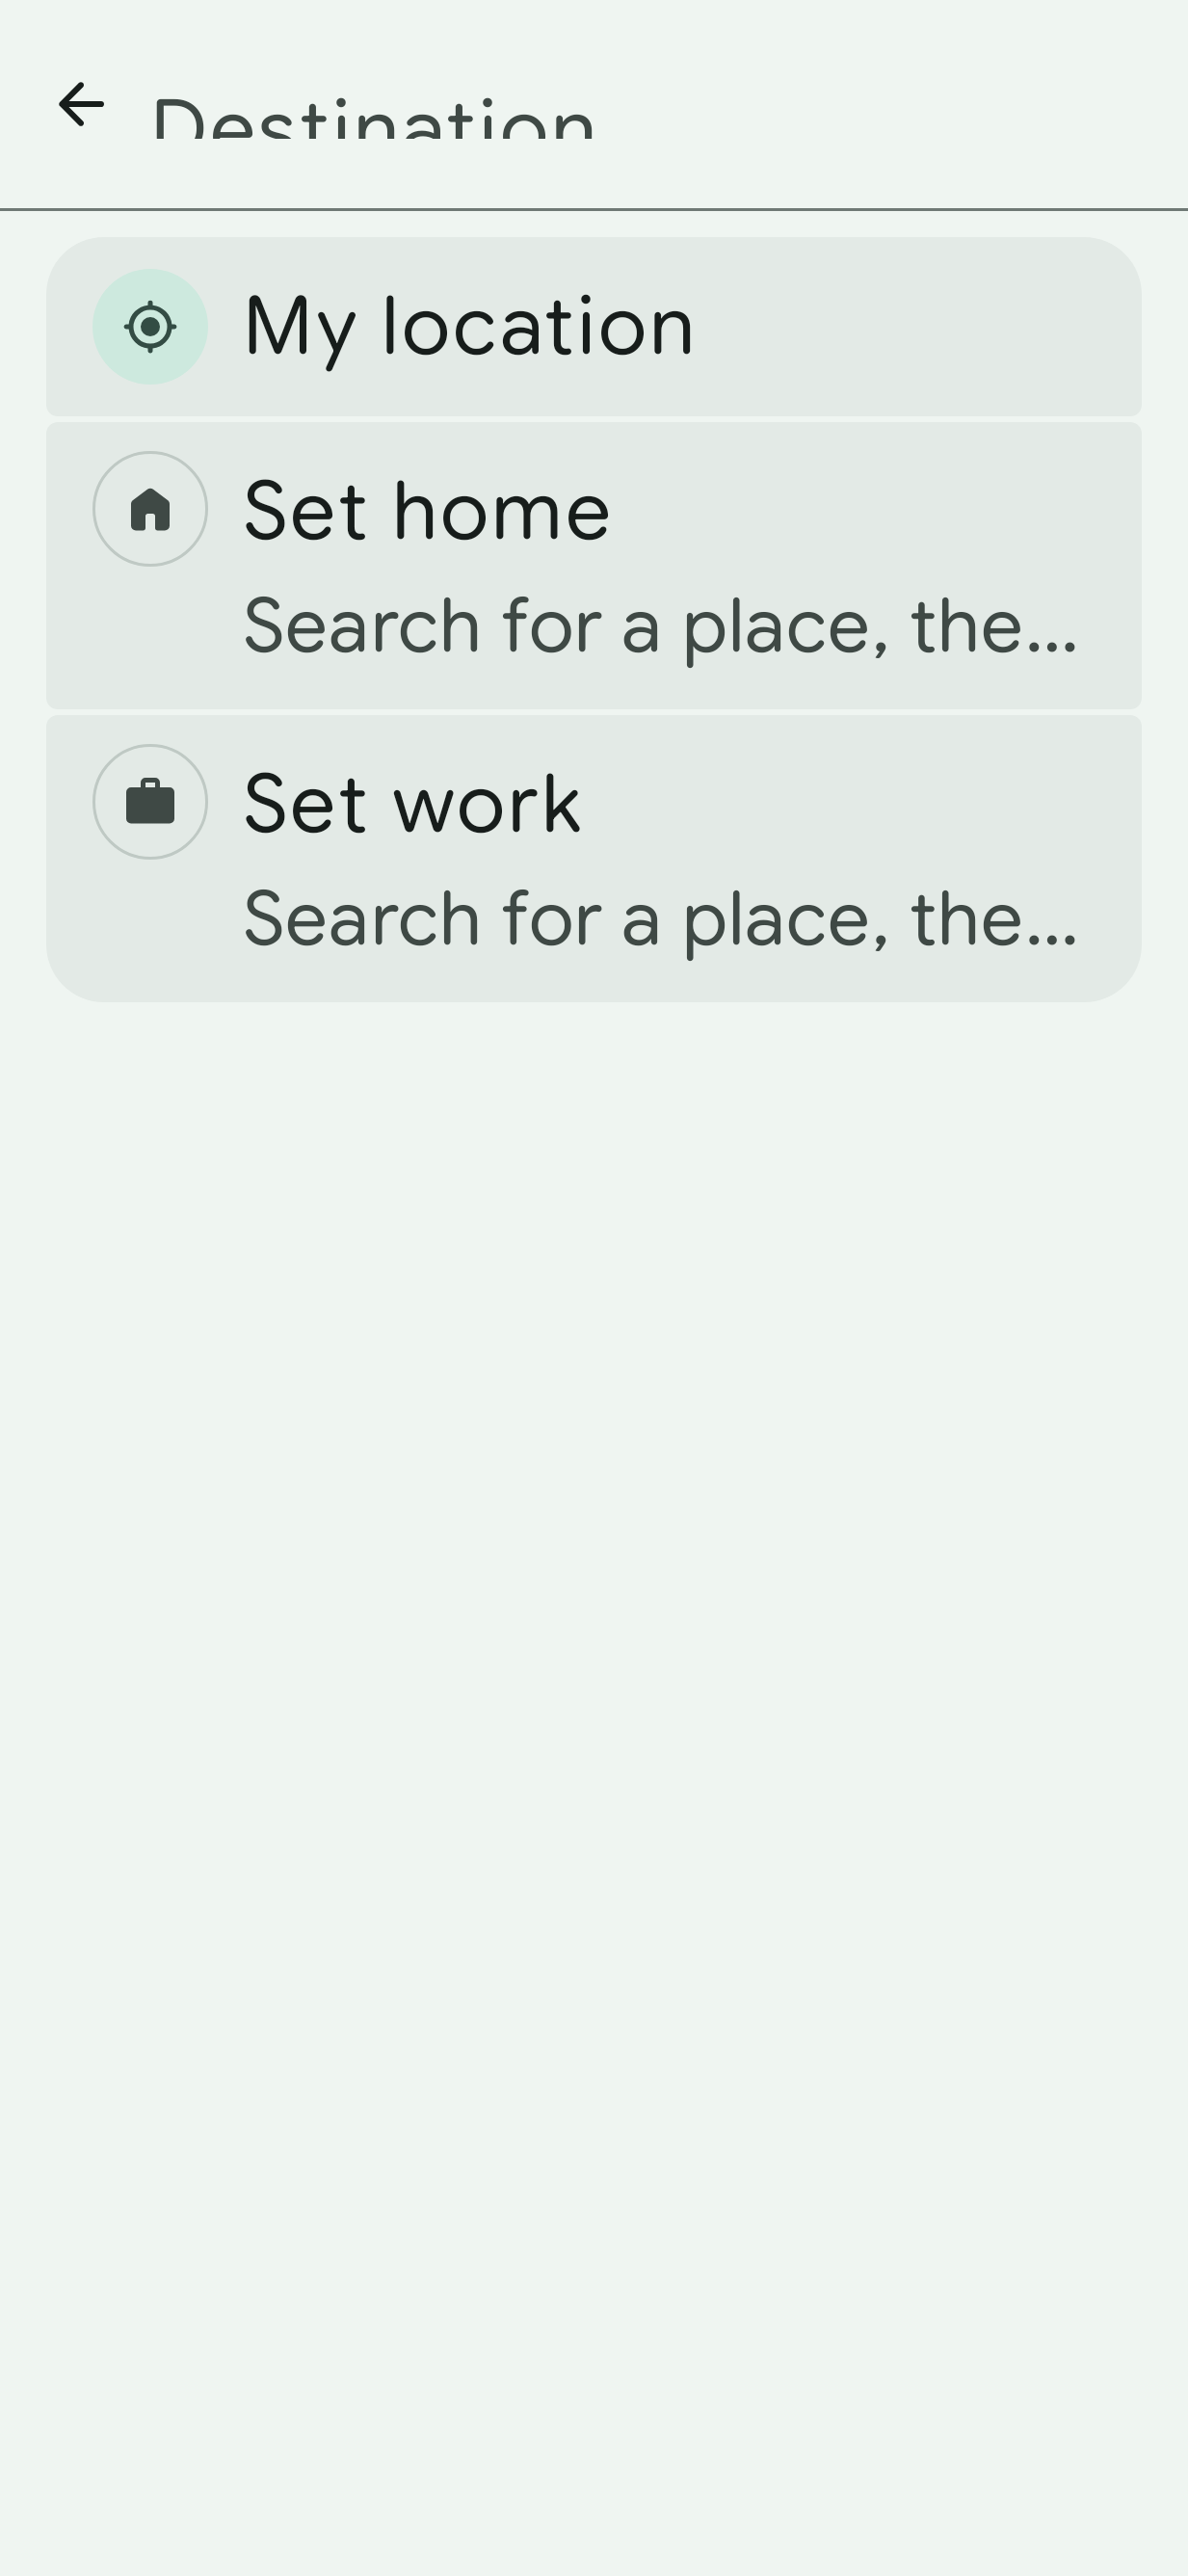 Destination
My location
Set home
Search for a place, the...
Set work
Search for a place, the...